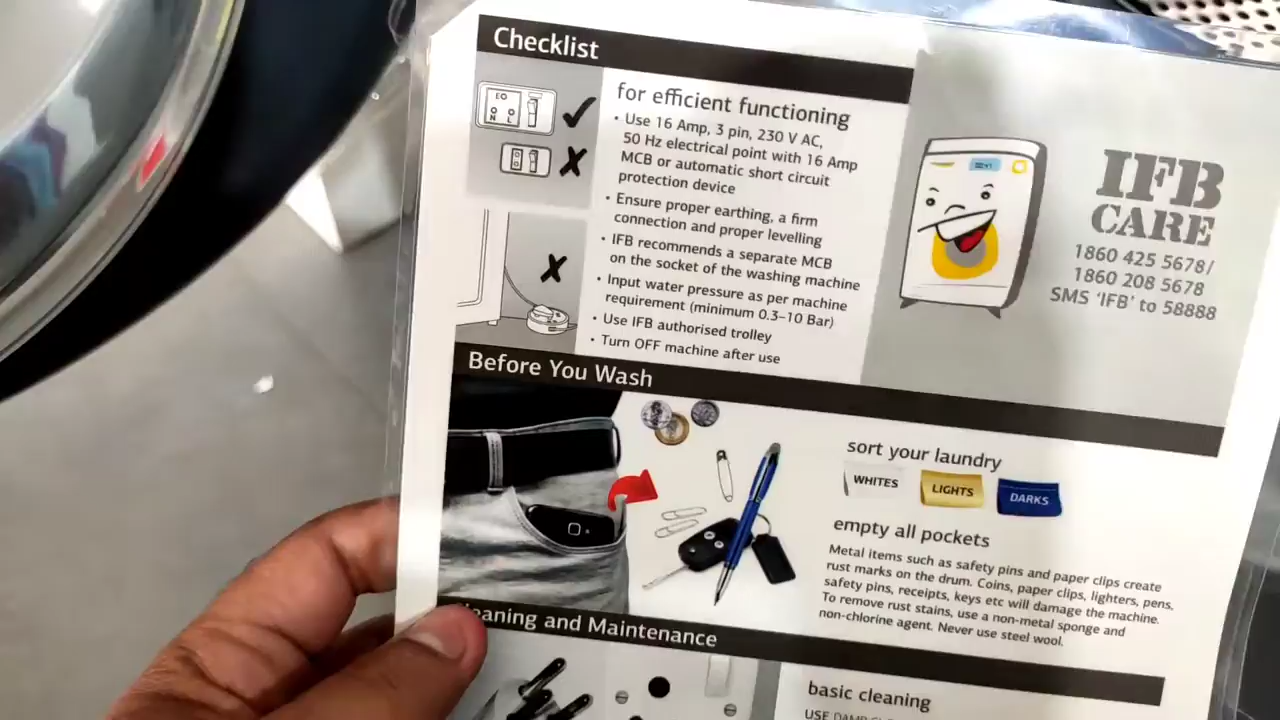 Checklist
for efficient functioning
• Use 16 Amp, 3 pin, 230 V AC,
50 Hz electrical point with 16 Amp
MCB or automatic short circuit
protection device
• Ensure proper earthing, a firm
connection and proper levelling
• IFB recommends a separate MCB
on the socket of the washing machine
• Input water pressure as per machine
requirement (minimum 0.3–10 Bar)
• Use IFB authorised trolley
• Turn OFF machine after use
IFB
CARE
1860 425 5678/
1860 208 5678
SMS ‘IFB’ to 58888
Before You Wash
sort your laundry
WHITES
LIGHTS
DARKS
empty all pockets
Metal items such as safety pins and paper clips create
rust marks on the drum. Coins, paper clips, lighters, pens,
safety pins, receipts, keys etc will damage the machine.
To remove rust stains, use a non-metal sponge and
non-chlorine agent. Never use steel wool.
eaning and Maintenance
basic cleaning
USE DAMP